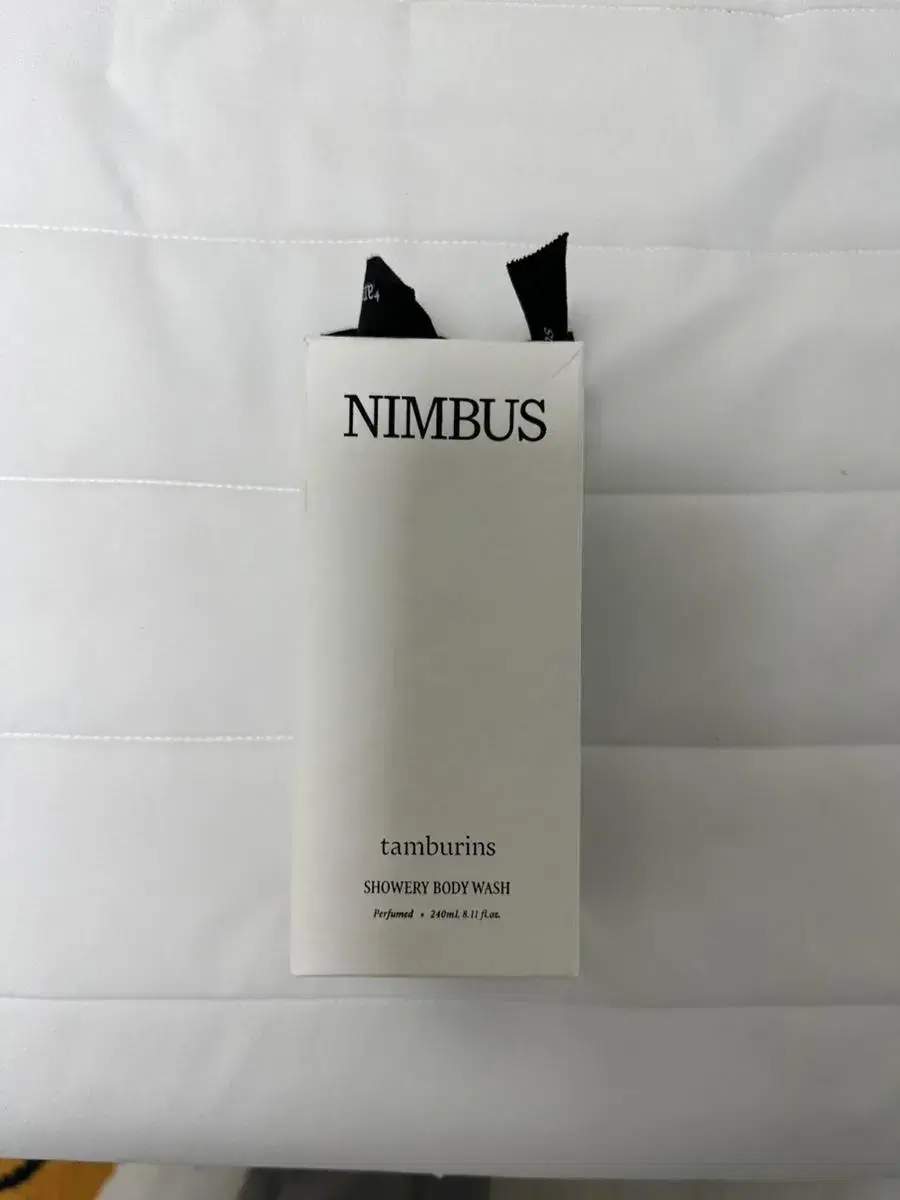 NIMBUS
tamburins
SHOWERY BODY WASH
Perfumed • 240ml, 8.11 fl.oz.